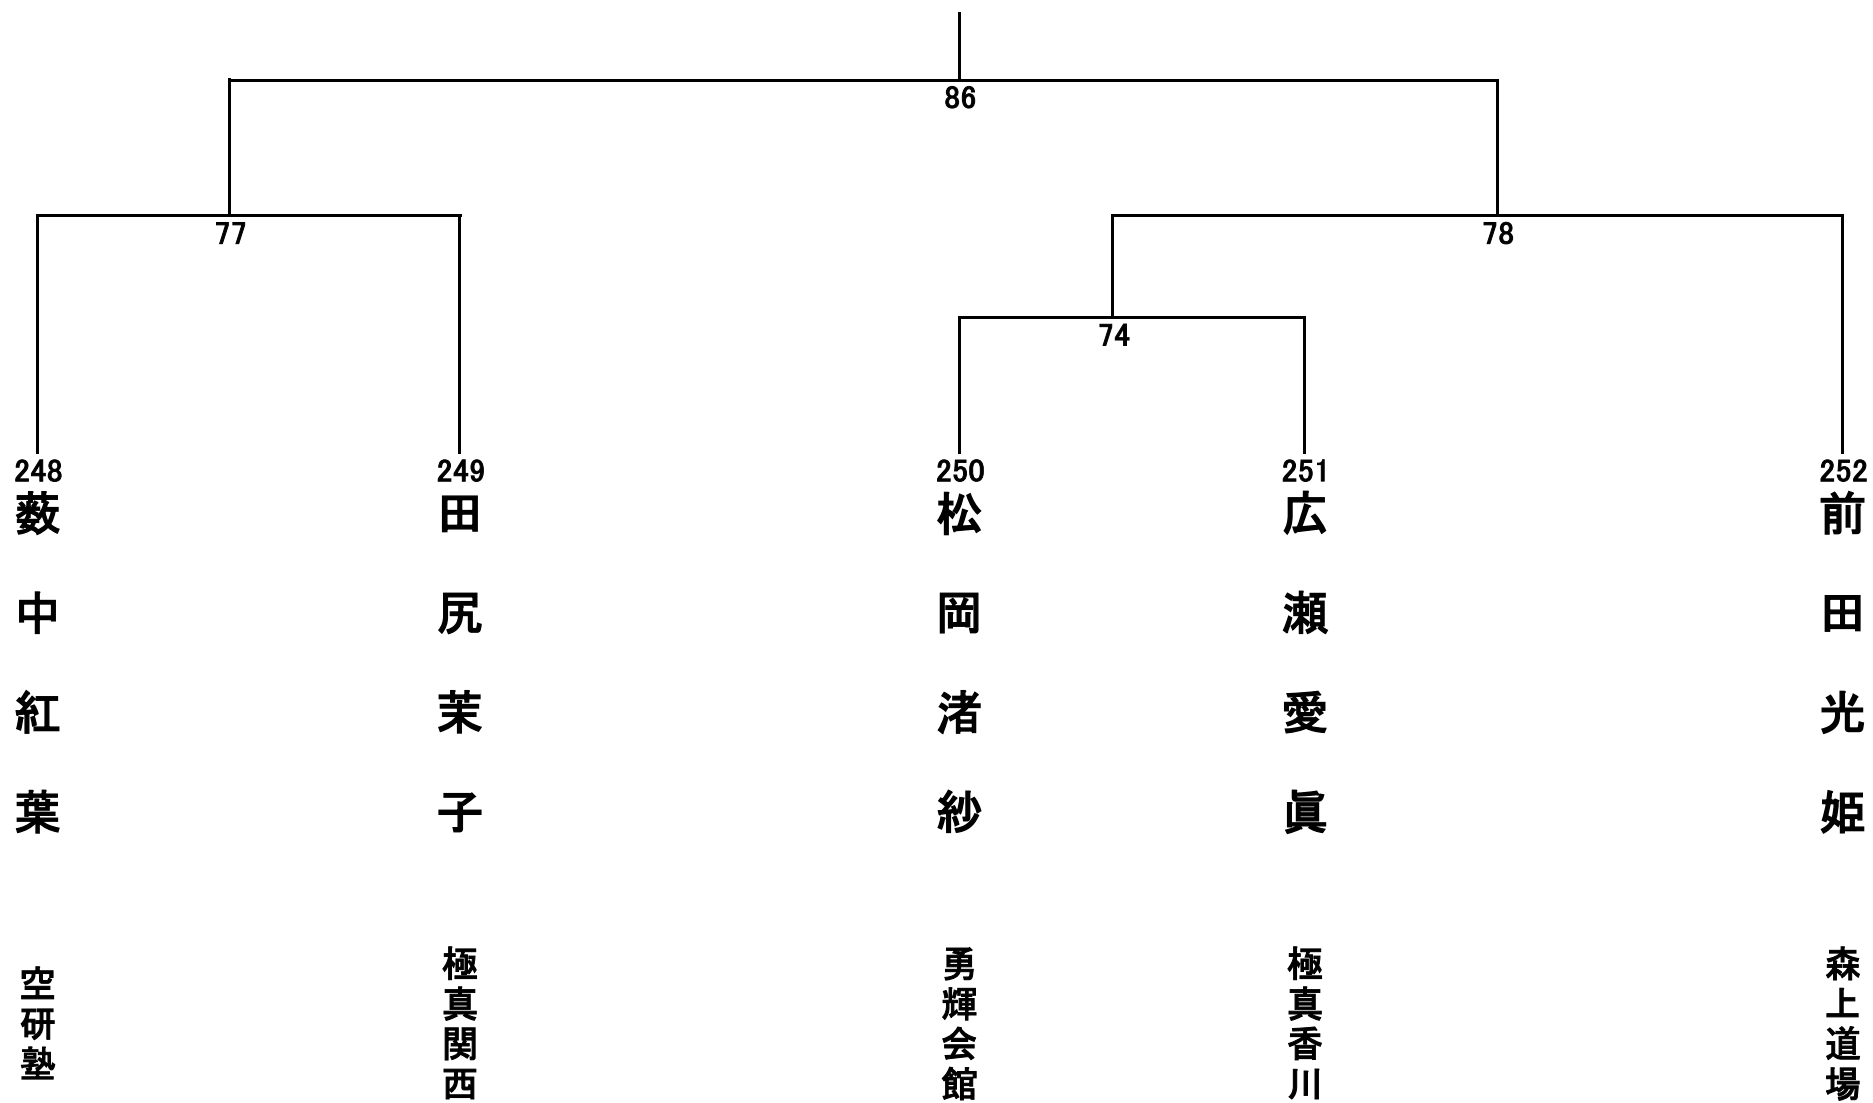 86
77
78
74
248
薮中紅葉
空研塾
249
田尻茉子
極真関西
250
松岡渚紗
勇輝会館
251
広瀬愛眞
極真香川
252
前田光姫
森上道場